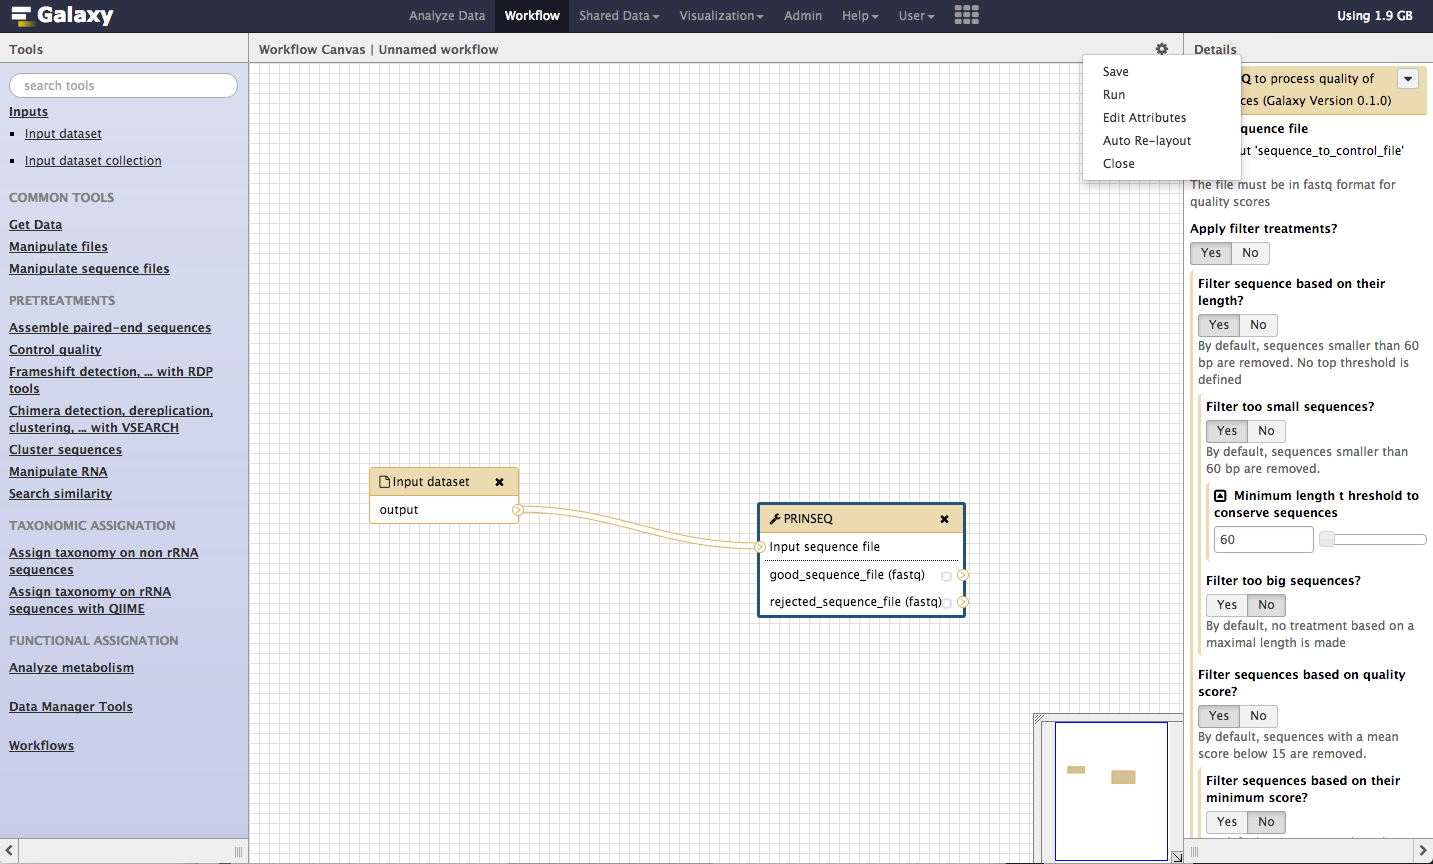 Galaxy
Analyze Data
Workflow
Shared Data
Visualization
Admin
Help
User
Using 1.9 GB
Tools
search tools
Inputs
Input dataset
Input dataset collection
COMMON TOOLS
Get Data
Manipulate files
Manipulate sequence files
PRETREATMENTS
Assemble paired-end sequences
Control quality
Frameshift detection, ... with RDP
tools
Chimera detection, dereplication,
clustering, ... with VSEARCH
Cluster sequences
Manipulate RNA
Search similarity
TAXONOMIC ASSIGNATION
Assign taxonomy on non rRNA
sequences
Assign taxonomy on rRNA
sequences with QIIME
FUNCTIONAL ASSIGNATION
Analyze metabolism
Data Manager Tools
Workflows
Workflow Canvas | Unnamed workflow
Save
Run
Edit Attributes
Auto Re-layout
Close
Input dataset
output
PRINSEQ
Input sequence file
good_sequence_file (fastq)
rejected_sequence_file (fastq)
Details
Q to process quality of
ces (Galaxy Version 0.1.0)
quence file
ut 'sequence_to_control_file'
The file must be in fastq format for
quality scores
Apply filter treatments?
Yes No
Filter sequence based on their
length?
Yes No
By default, sequences smaller than 60
bp are removed. No top threshold is
defined
Filter too small sequences?
Yes No
By default, sequences smaller than
60 bp are removed.
Minimum length t hreshold to
conserve sequences
60
Filter too big sequences?
Yes No
By default, no treatment based on a
maximal length is made
Filter sequences based on quality
score?
Yes No
By default, sequences with a mean
score below 15 are removed.
Filter sequences based on their
minimum score?
Yes No